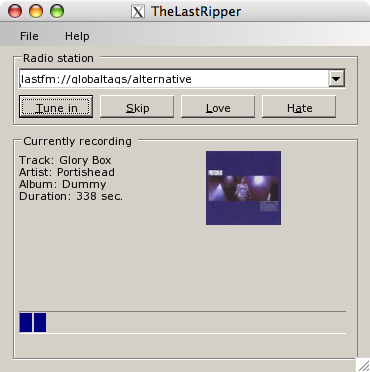 TheLastRipper
File Help
Radio station
lastfm://globaltags/alternative
Tune in Skip Love Hate
Currently recording
Track: Glory Box
Artist: Portishead
Album: Dummy
Duration: 338 sec.